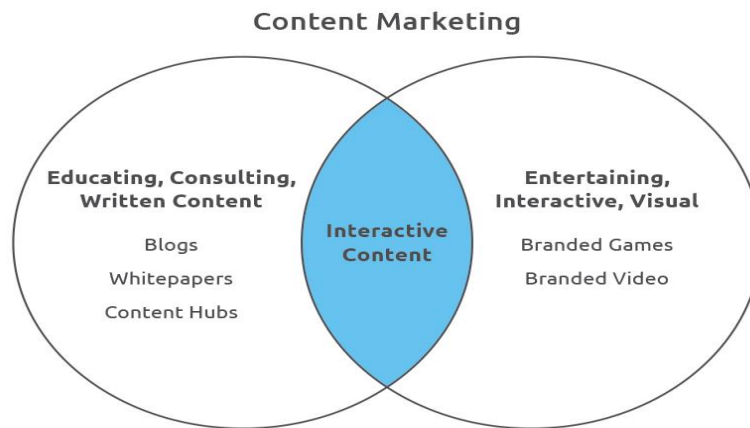 Content Marketing
Educating, Consulting,
Written Content
Blogs
Whitepapers
Content Hubs
Interactive
Content
Entertaining,
Interactive, Visual
Branded Games
Branded Video